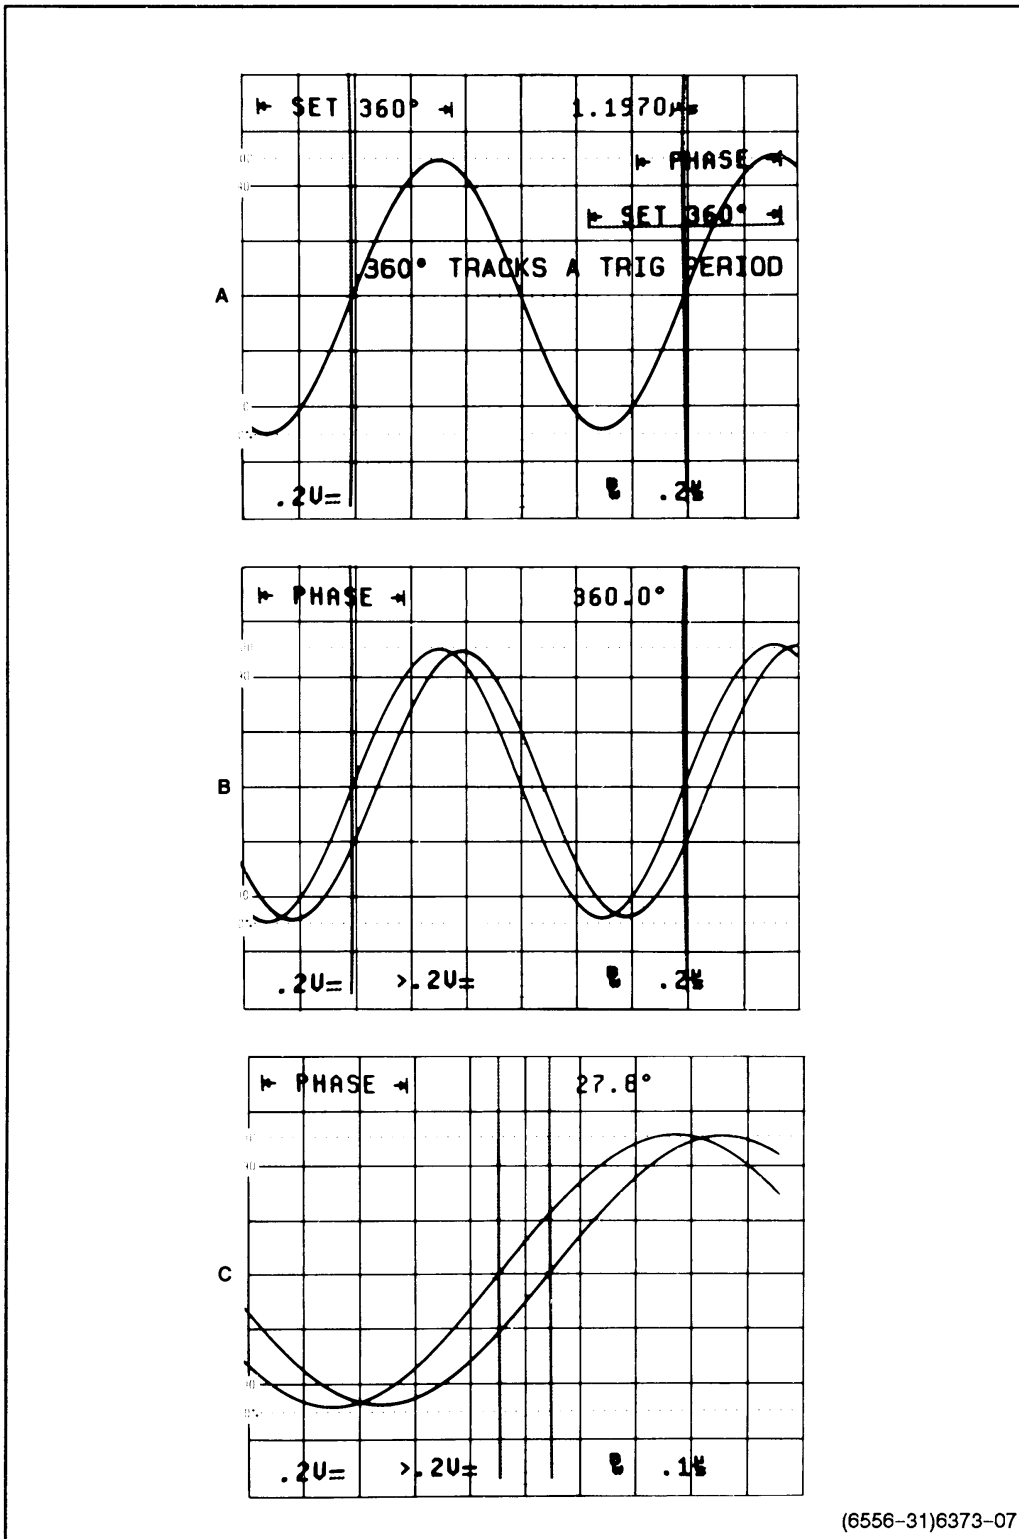 |← SET 360° →| 1.1970µs
|← PHASE →|
|← SET 360° →|
360° TRACKS A TRIG PERIOD
A
.2V= .2µs
|← PHASE →| 360.0°
B
.2V= >.2V= .2µs
|← PHASE →| 27.8°
C
.2V= >.2V= .1µs
(6556–31)6373–07